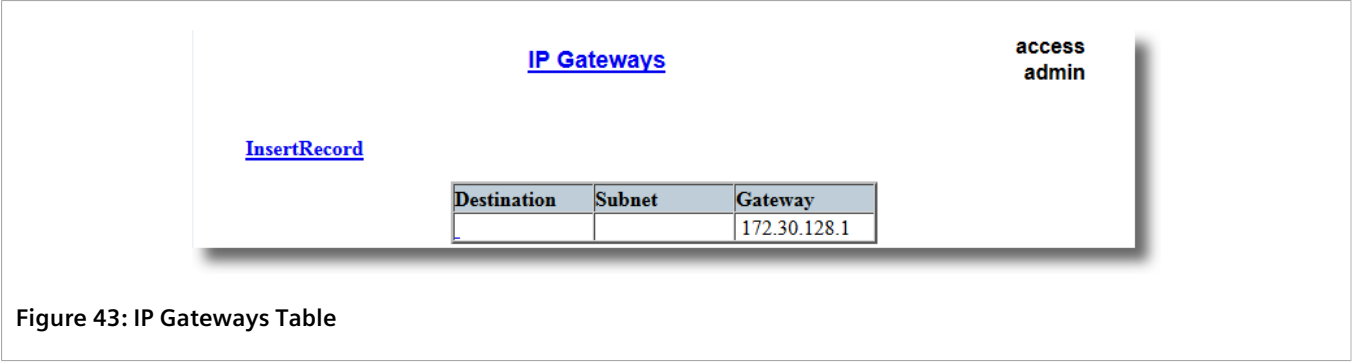 IP Gateways
access
admin
InsertRecord
Destination Subnet Gateway
172.30.128.1
Figure 43: IP Gateways Table